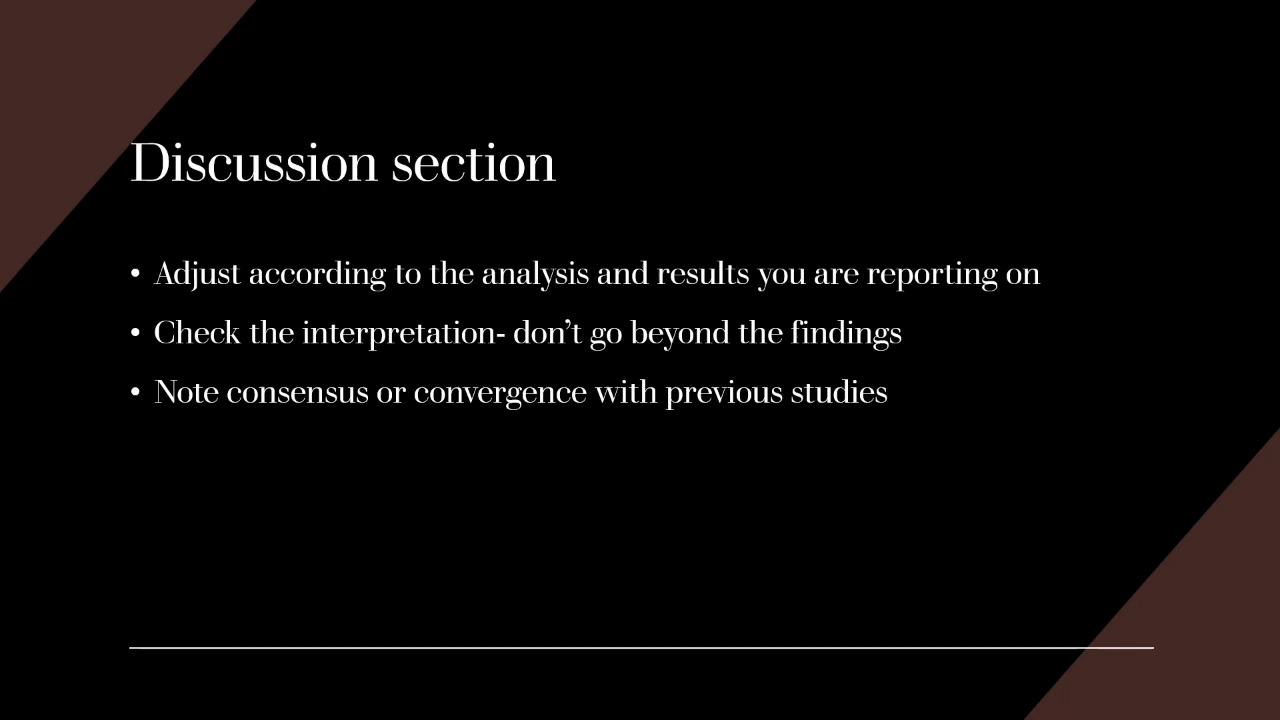 Discussion section
• Adjust according to the analysis and results you are reporting on
• Check the interpretation- don’t go beyond the findings
• Note consensus or convergence with previous studies